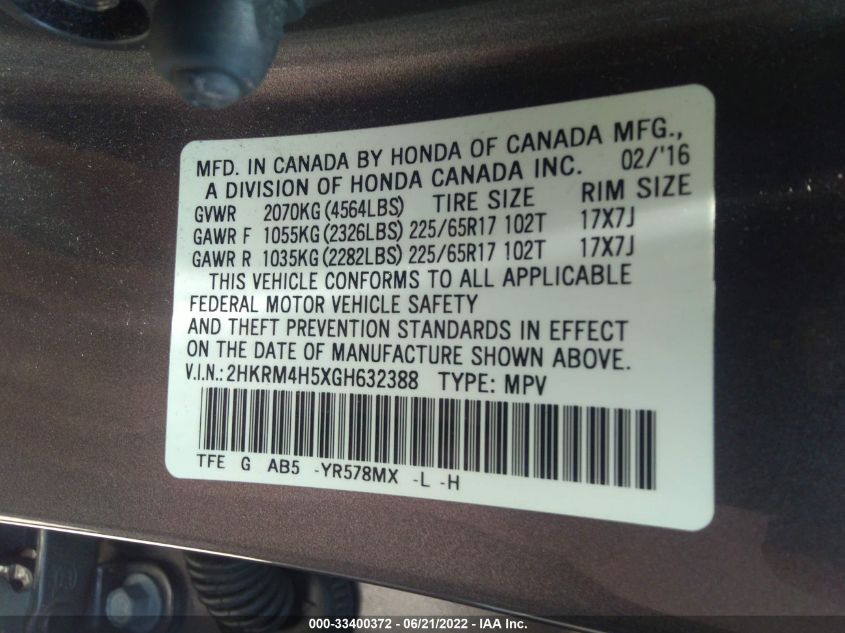 MFD. IN CANADA BY HONDA OF CANADA MFG.,
A DIVISION OF HONDA CANADA INC. 02/'16
GVWR 2070KG(4564LBS) TIRE SIZE RIM SIZE
GAWR F 1055KG(2326LBS) 225/65R17 102T 17X7J
GAWR R 1035KG(2282LBS) 225/65R17 102T 17X7J
THIS VEHICLE CONFORMS TO ALL APPLICABLE
FEDERAL MOTOR VEHICLE SAFETY
AND THEFT PREVENTION STANDARDS IN EFFECT
ON THE DATE OF MANUFACTURE SHOWN ABOVE.
V.I.N.:2HKRM4H5XGH632388 TYPE: MPV
TFE G AB5 -YR578MX -L -H
000-33400372 - 06/21/2022 - IAA Inc.